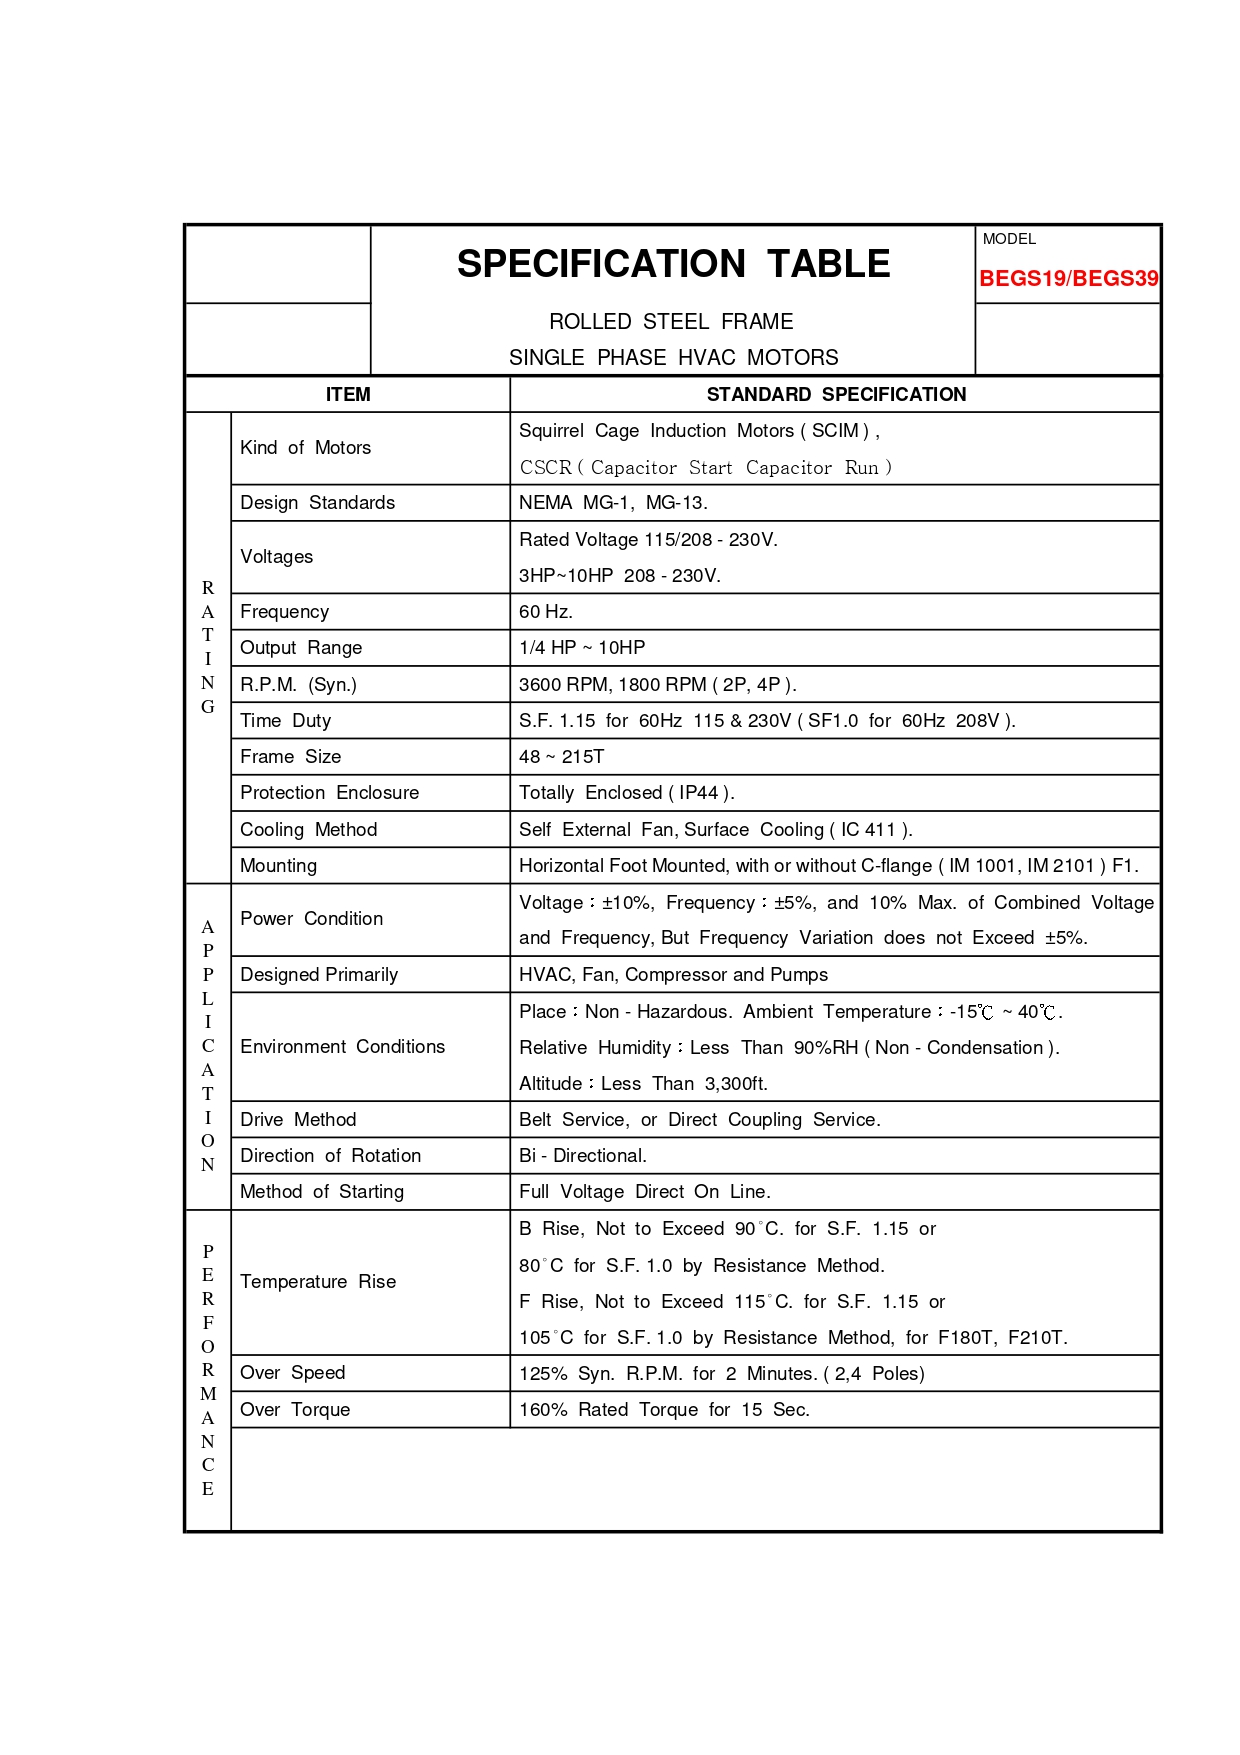 SPECIFICATION TABLE
MODEL
BEGS19/BEGS39
ROLLED STEEL FRAME
SINGLE PHASE HVAC MOTORS
ITEM
STANDARD SPECIFICATION
RATING
Kind of Motors
Squirrel Cage Induction Motors ( SCIM ) ,
CSCR ( Capacitor Start Capacitor Run )
Design Standards
NEMA MG-1, MG-13.
Voltages
Rated Voltage 115/208 - 230V.
3HP~10HP 208 - 230V.
Frequency
60 Hz.
Output Range
1/4 HP ~ 10HP
R.P.M. (Syn.)
3600 RPM, 1800 RPM ( 2P, 4P ).
Time Duty
S.F. 1.15 for 60Hz 115 & 230V ( SF1.0 for 60Hz 208V ).
Frame Size
48 ~ 215T
Protection Enclosure
Totally Enclosed ( IP44 ).
Cooling Method
Self External Fan, Surface Cooling ( IC 411 ).
Mounting
Horizontal Foot Mounted, with or without C-flange ( IM 1001, IM 2101 ) F1.
APPLICATION
Power Condition
Voltage：±10%, Frequency：±5%, and 10% Max. of Combined Voltage
and Frequency, But Frequency Variation does not Exceed ±5%.
Designed Primarily
HVAC, Fan, Compressor and Pumps
Environment Conditions
Place：Non - Hazardous. Ambient Temperature：-15℃ ~ 40℃.
Relative Humidity：Less Than 90%RH ( Non - Condensation ).
Altitude：Less Than 3,300ft.
Drive Method
Belt Service, or Direct Coupling Service.
Direction of Rotation
Bi - Directional.
Method of Starting
Full Voltage Direct On Line.
PERFORMANCE
Temperature Rise
B Rise, Not to Exceed 90°C. for S.F. 1.15 or
80°C for S.F. 1.0 by Resistance Method.
F Rise, Not to Exceed 115°C. for S.F. 1.15 or
105°C for S.F. 1.0 by Resistance Method, for F180T, F210T.
Over Speed
125% Syn. R.P.M. for 2 Minutes. ( 2,4 Poles)
Over Torque
160% Rated Torque for 15 Sec.